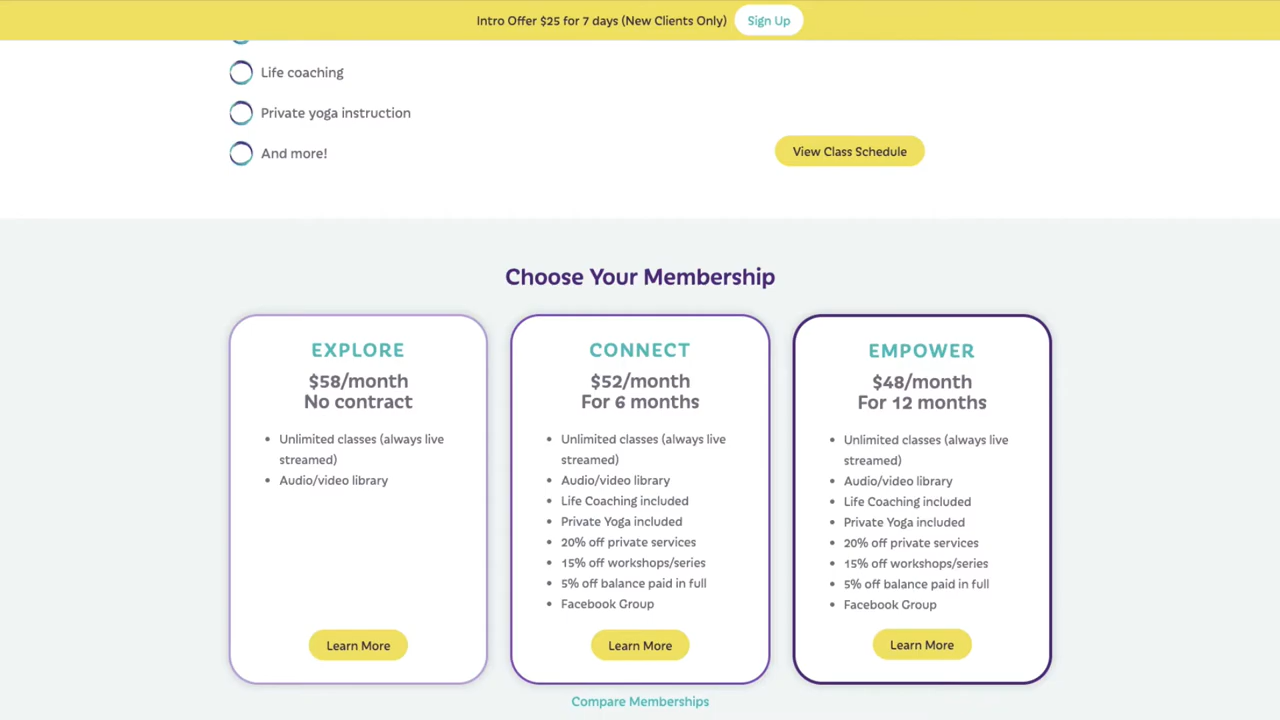 Intro Offer $25 for 7 days (New Clients Only) Sign Up
Life coaching
Private yoga instruction
And more!
View Class Schedule
Choose Your Membership
EXPLORE
$58/month
No contract
Unlimited classes (always live
streamed)
Audio/video library
Learn More
CONNECT
$52/month
For 6 months
Unlimited classes (always live
streamed)
Audio/video library
Life Coaching included
Private Yoga included
20% off private services
15% off workshops/series
5% off balance paid in full
Facebook Group
Learn More
EMPOWER
$48/month
For 12 months
Unlimited classes (always live
streamed)
Audio/video library
Life Coaching included
Private Yoga included
20% off private services
15% off workshops/series
5% off balance paid in full
Facebook Group
Learn More
Compare Memberships